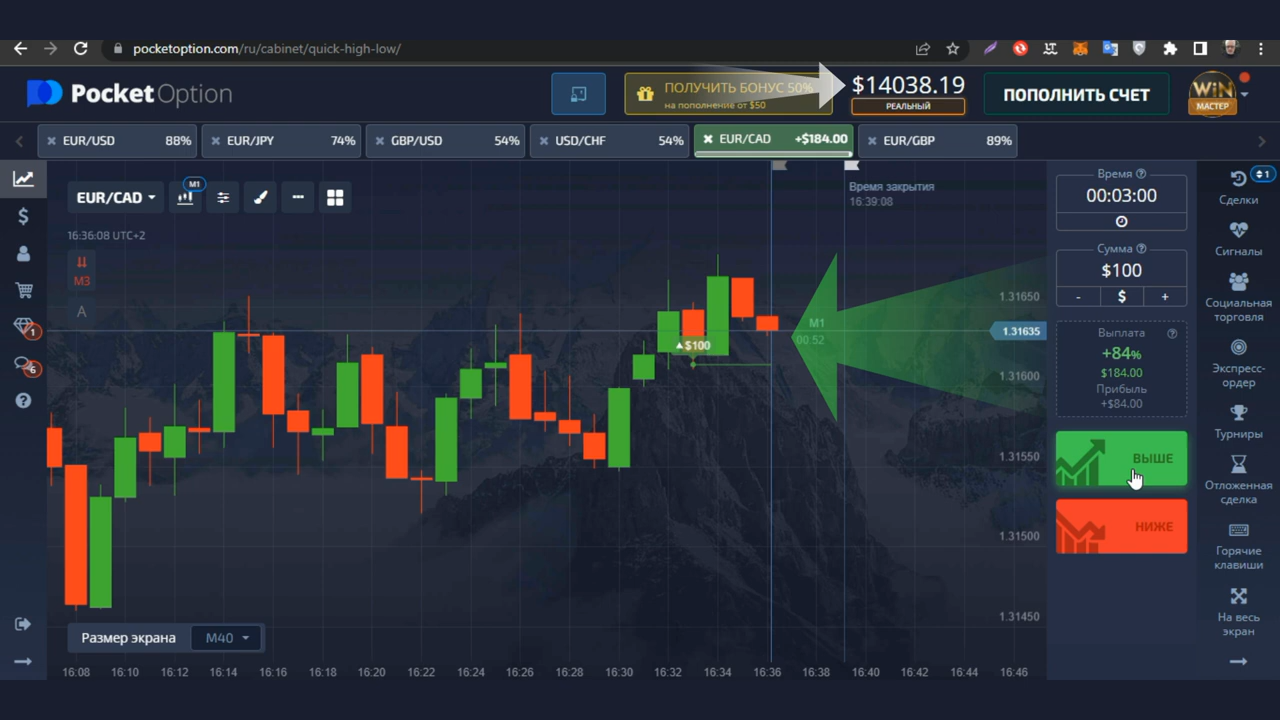 pocketoption.com/ru/cabinet/quick-high-low/
PocketOption
ПОЛУЧИТЬ БОНУС 50%
на пополнение от $50
$14038.19
РЕАЛЬНЫЙ
ПОПОЛНИТЬ СЧЕТ
WiN
МАСТЕР
EUR/USD 88%
EUR/JPY 74%
GBP/USD 54%
USD/CHF 54%
EUR/CAD +$184.00
EUR/GBP 89%
EUR/CAD
M1
16:36:08 UTC+2
M3
A
Время закрытия
16:39:08
M1
00:52
$100
1.31650
1.31635
1.31600
1.31550
1.31500
1.31450
Размер экрана M40
16:08 16:10 16:12 16:14 16:16 16:18 16:20 16:22 16:24 16:26 16:28 16:30 16:32 16:34 16:36 16:38 16:40 16:42 16:44 16:46
1
6
Время
00:03:00
Сумма
$100
- $ +
Выплата
+84%
$184.00
Прибыль
+$84.00
ВЫШЕ
НИЖЕ
1
Сделки
Сигналы
Социальная
торговля
Экспресс-
ордер
Турниры
Отложенная
сделка
Горячие
клавиши
На весь
экран